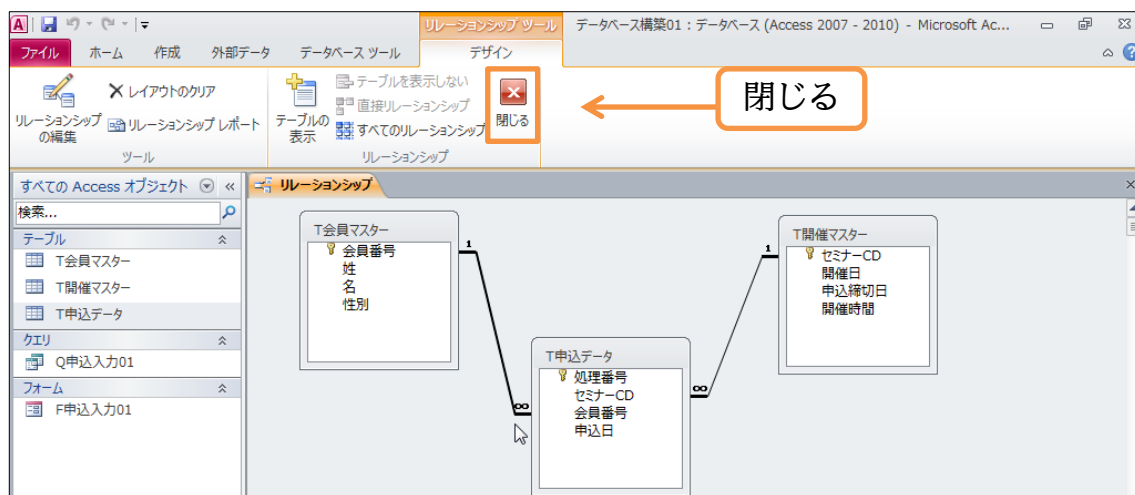 リレーションシップ ツール
データベース構築01 : データベース (Access 2007 - 2010) - Microsoft Ac...
ファイル ホーム 作成 外部データ データベース ツール デザイン
リレーションシップの編集
レイアウトのクリア
リレーションシップ レポート
ツール
テーブルの表示
テーブルを表示しない
直接リレーションシップ
すべてのリレーションシップ
閉じる
リレーションシップ
閉じる
すべての Access オブジェクト
検索...
テーブル
T会員マスター
T開催マスター
T申込データ
クエリ
Q申込入力01
フォーム
F申込入力01
リレーションシップ
T会員マスター
会員番号
姓
名
性別
1
∞
T申込データ
処理番号
セミナーCD
会員番号
申込日
∞
1
T開催マスター
セミナーCD
開催日
申込締切日
開催時間